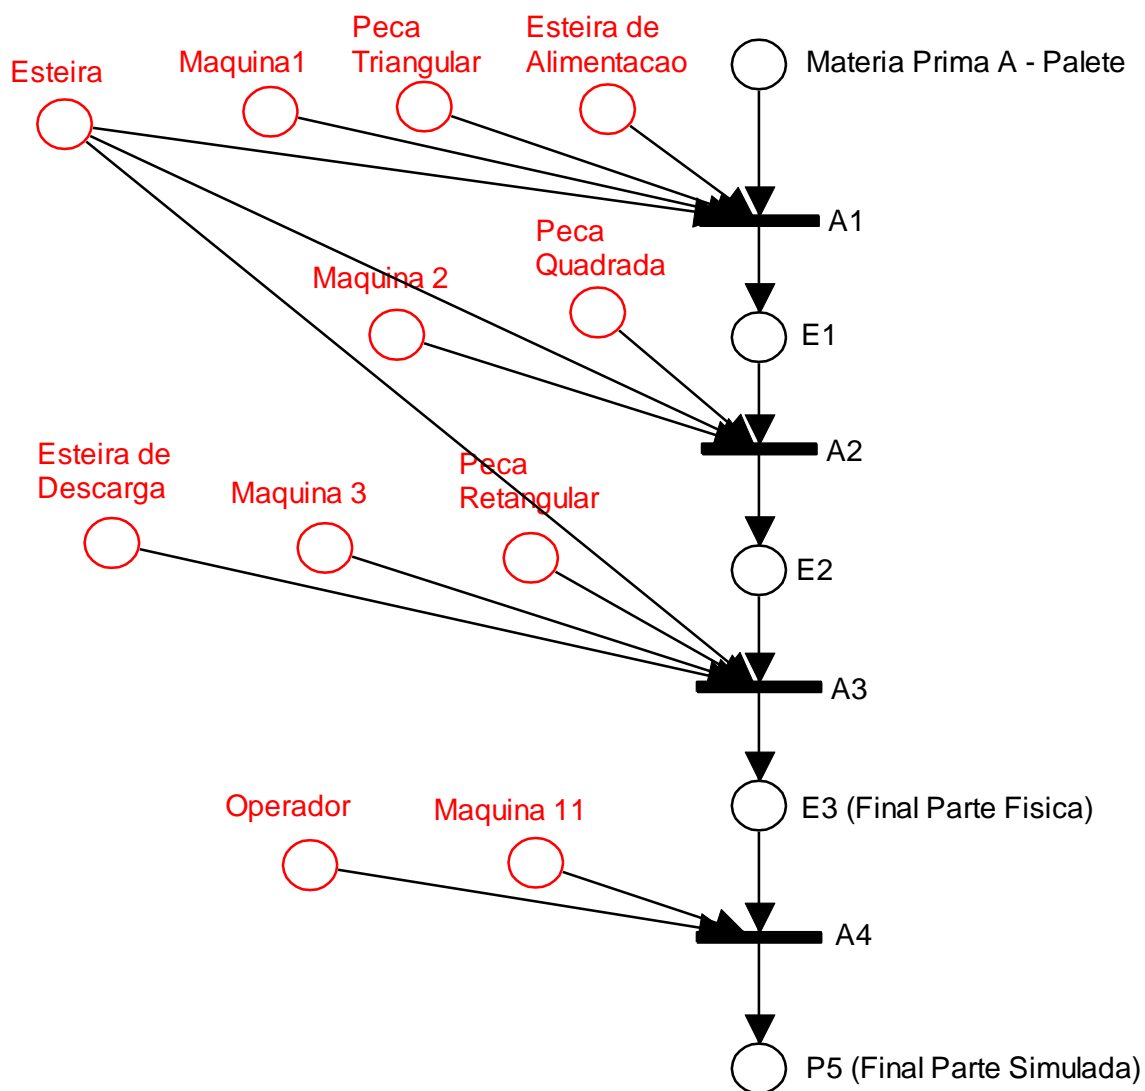 Esteira
Maquina1
Peca
Triangular
Esteira de
Alimentacao
Materia Prima A - Palete
A1
Peca
Quadrada
Maquina 2
E1
A2
Esteira de
Descarga
Maquina 3
Peca
Retangular
E2
A3
Operador
Maquina 11
E3 (Final Parte Fisica)
A4
P5 (Final Parte Simulada)